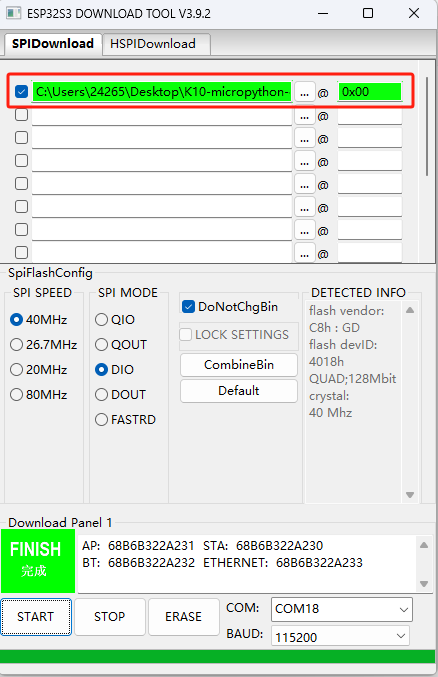 ESP32S3 DOWNLOAD TOOL V3.9.2
SPIDownload HSPIDownload
C:\Users\24265\Desktop\K10-micropython- ... @ 0x00
... @
... @
... @
... @
... @
... @
... @
SpiFlashConfig
SPI SPEED SPI MODE DETECTED INFO
40MHz QIO DoNotChgBin flash vendor:
C8h : GD
26.7MHz QOUT LOCK SETTINGS flash devID:
4018h
20MHz DIO CombineBin QUAD;128Mbit
crystal:
80MHz DOUT Default 40 Mhz
FASTRD
Download Panel 1
FINISH
完成
AP: 68B6B322A231 STA: 68B6B322A230
BT: 68B6B322A232 ETHERNET: 68B6B322A233
START STOP ERASE
COM: COM18
BAUD: 115200